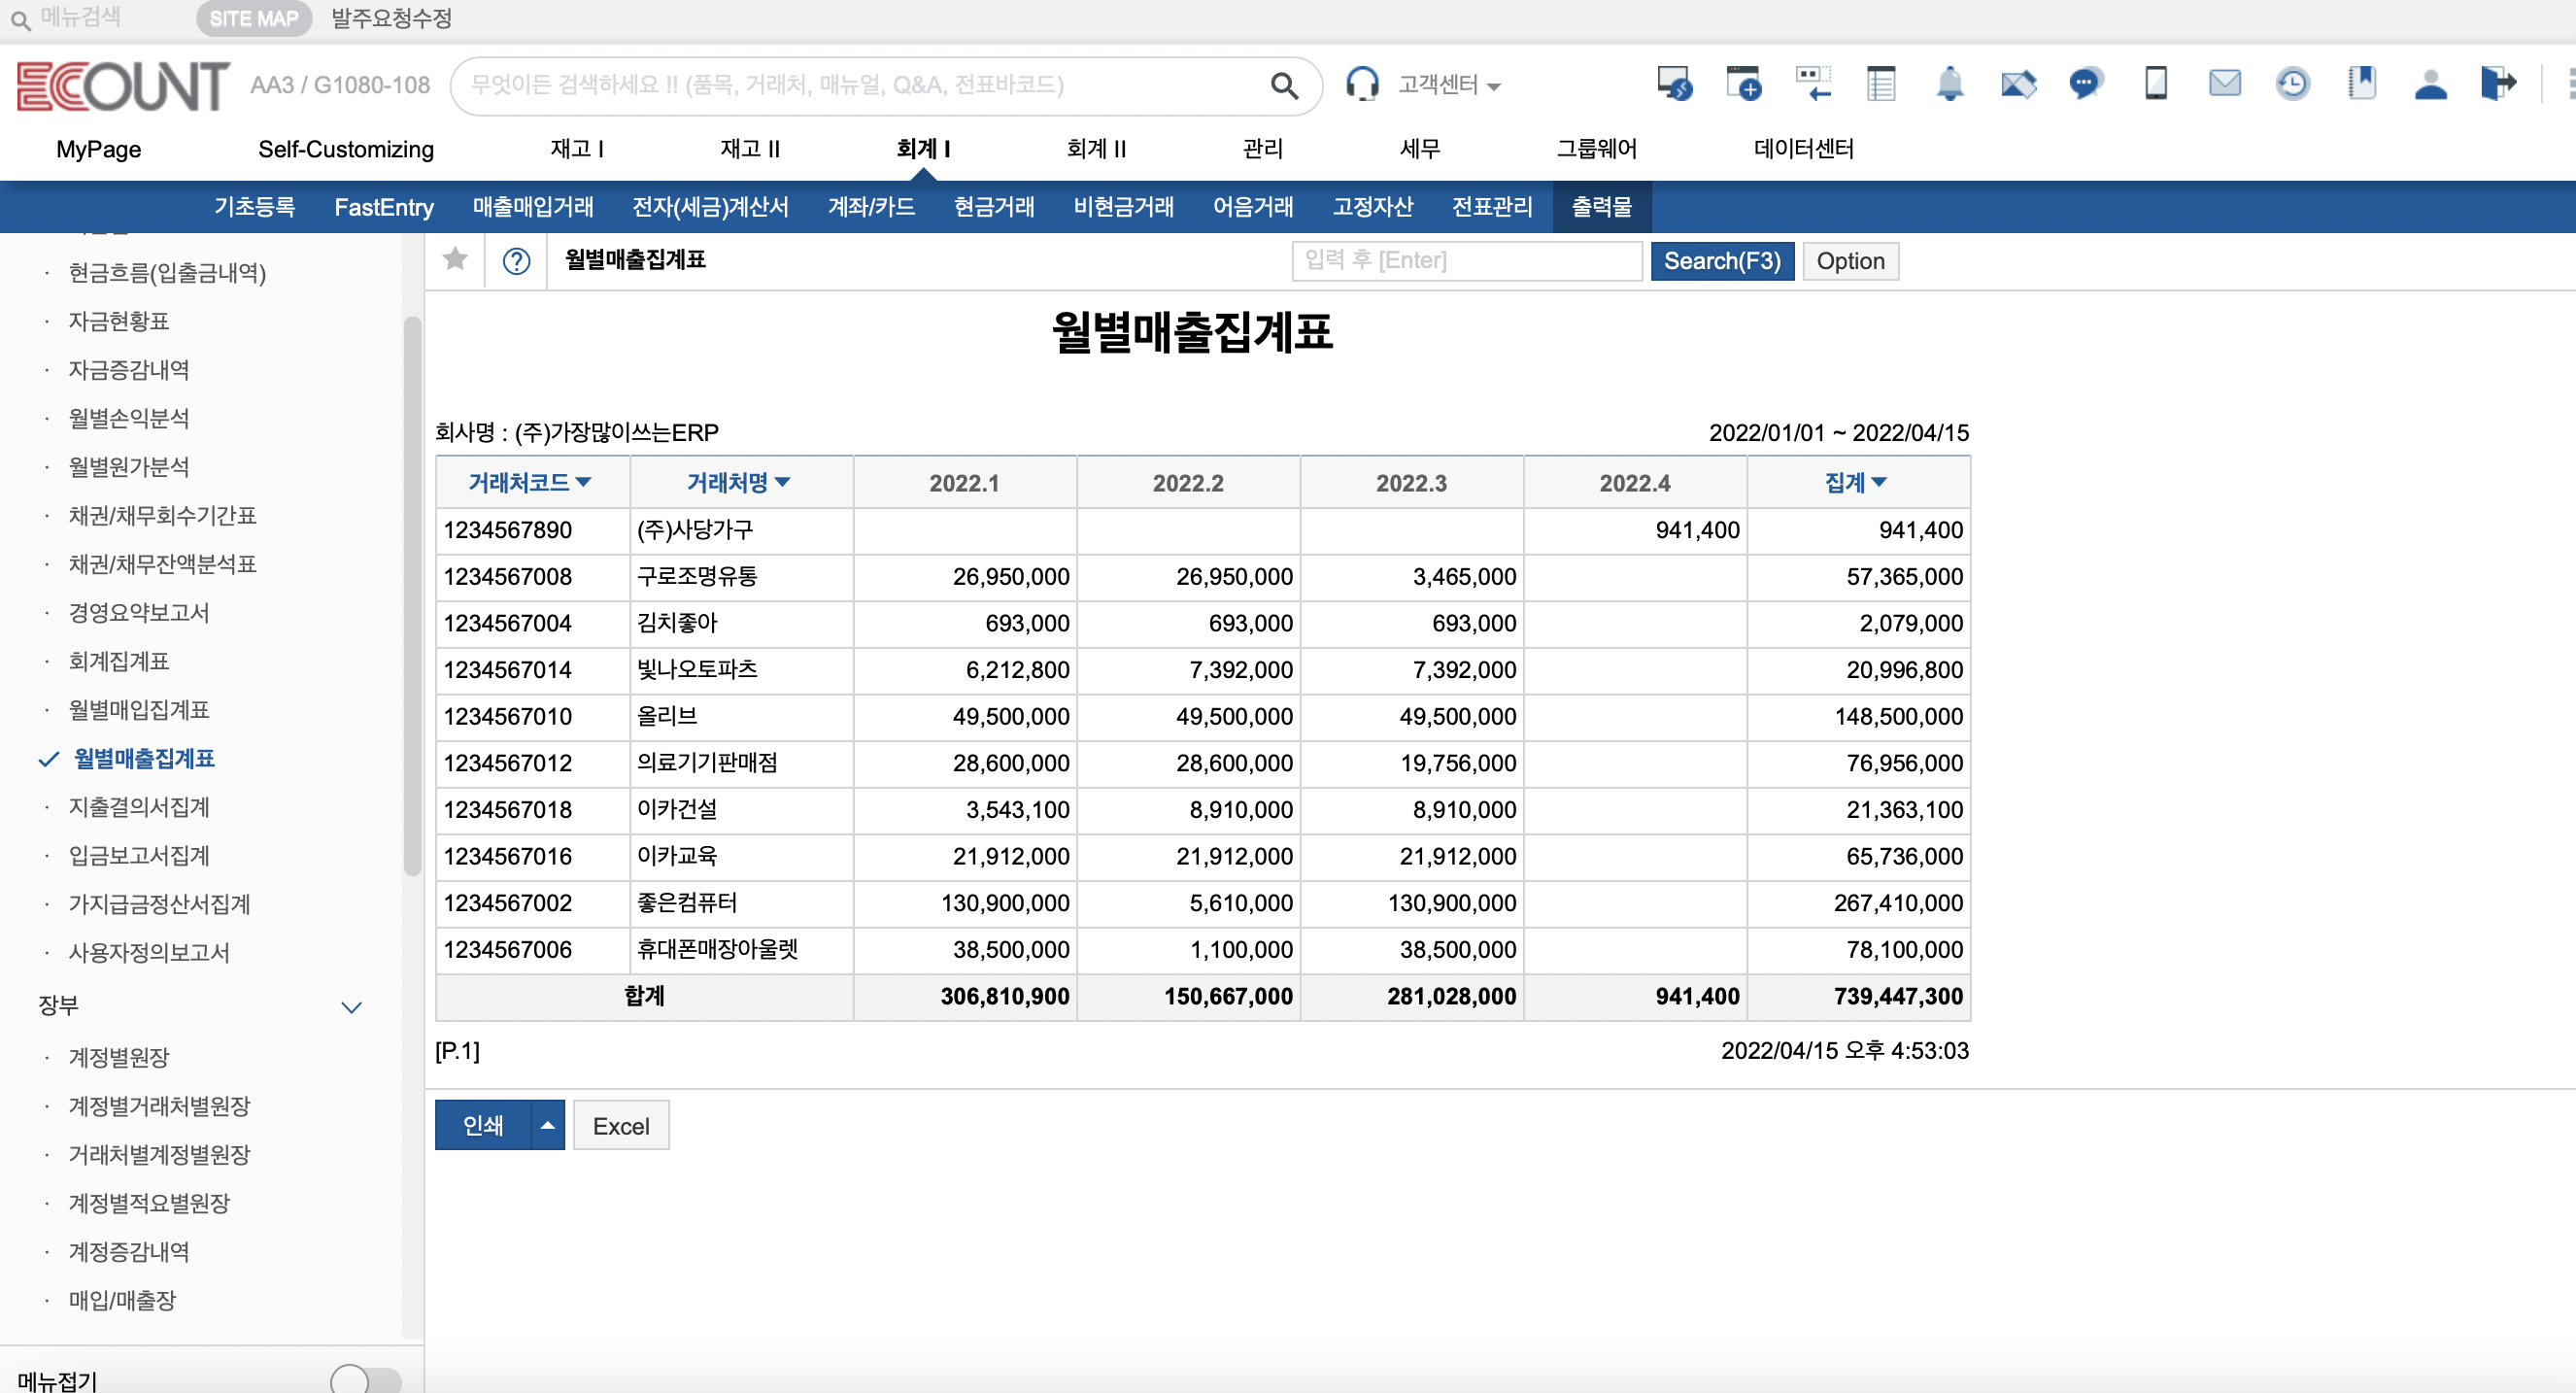 메뉴검색 SITE MAP 발주요청수정
ECOUNT AA3 / G1080-108 무엇이든 검색하세요 !! (품목, 거래처, 매뉴얼, Q&A, 전표바코드) 고객센터
MyPage Self-Customizing 재고 I 재고 II 회계 I 회계 II 관리 세무 그룹웨어 데이터센터
기초등록 FastEntry 매출매입거래 전자(세금)계산서 계좌/카드 현금거래 비현금거래 어음거래 고정자산 전표관리 출력물
· 현금흐름(입출금내역)
· 자금현황표
· 자금증감내역
· 월별손익분석
· 월별원가분석
· 채권/채무회수기간표
· 채권/채무잔액분석표
· 경영요약보고서
· 회계집계표
· 월별매입집계표
월별매출집계표
· 지출결의서집계
· 입금보고서집계
· 가지급금정산서집계
· 사용자정의보고서
장부
· 계정별원장
· 계정별거래처별원장
· 거래처별계정별원장
· 계정별적요별원장
· 계정증감내역
· 매입/매출장
메뉴접기
월별매출집계표 입력 후 [Enter] Search(F3) Option
월별매출집계표
회사명 : (주)가장많이쓰는ERP 2022/01/01 ~ 2022/04/15
거래처코드▼ 거래처명▼ 2022.1 2022.2 2022.3 2022.4 집계▼
1234567890 (주)사당가구 941,400 941,400
1234567008 구로조명유통 26,950,000 26,950,000 3,465,000 57,365,000
1234567004 김치좋아 693,000 693,000 693,000 2,079,000
1234567014 빛나오토파츠 6,212,800 7,392,000 7,392,000 20,996,800
1234567010 올리브 49,500,000 49,500,000 49,500,000 148,500,000
1234567012 의료기기판매점 28,600,000 28,600,000 19,756,000 76,956,000
1234567018 이카건설 3,543,100 8,910,000 8,910,000 21,363,100
1234567016 이카교육 21,912,000 21,912,000 21,912,000 65,736,000
1234567002 좋은컴퓨터 130,900,000 5,610,000 130,900,000 267,410,000
1234567006 휴대폰매장아울렛 38,500,000 1,100,000 38,500,000 78,100,000
합계 306,810,900 150,667,000 281,028,000 941,400 739,447,300
[P.1] 2022/04/15 오후 4:53:03
인쇄 Excel